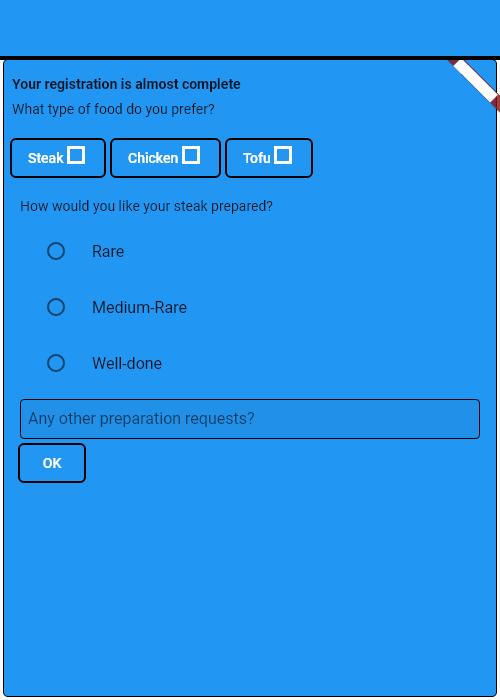 Your registration is almost complete
What type of food do you prefer?
Steak Chicken Tofu
How would you like your steak prepared?
Rare
Medium-Rare
Well-done
Any other preparation requests?
OK